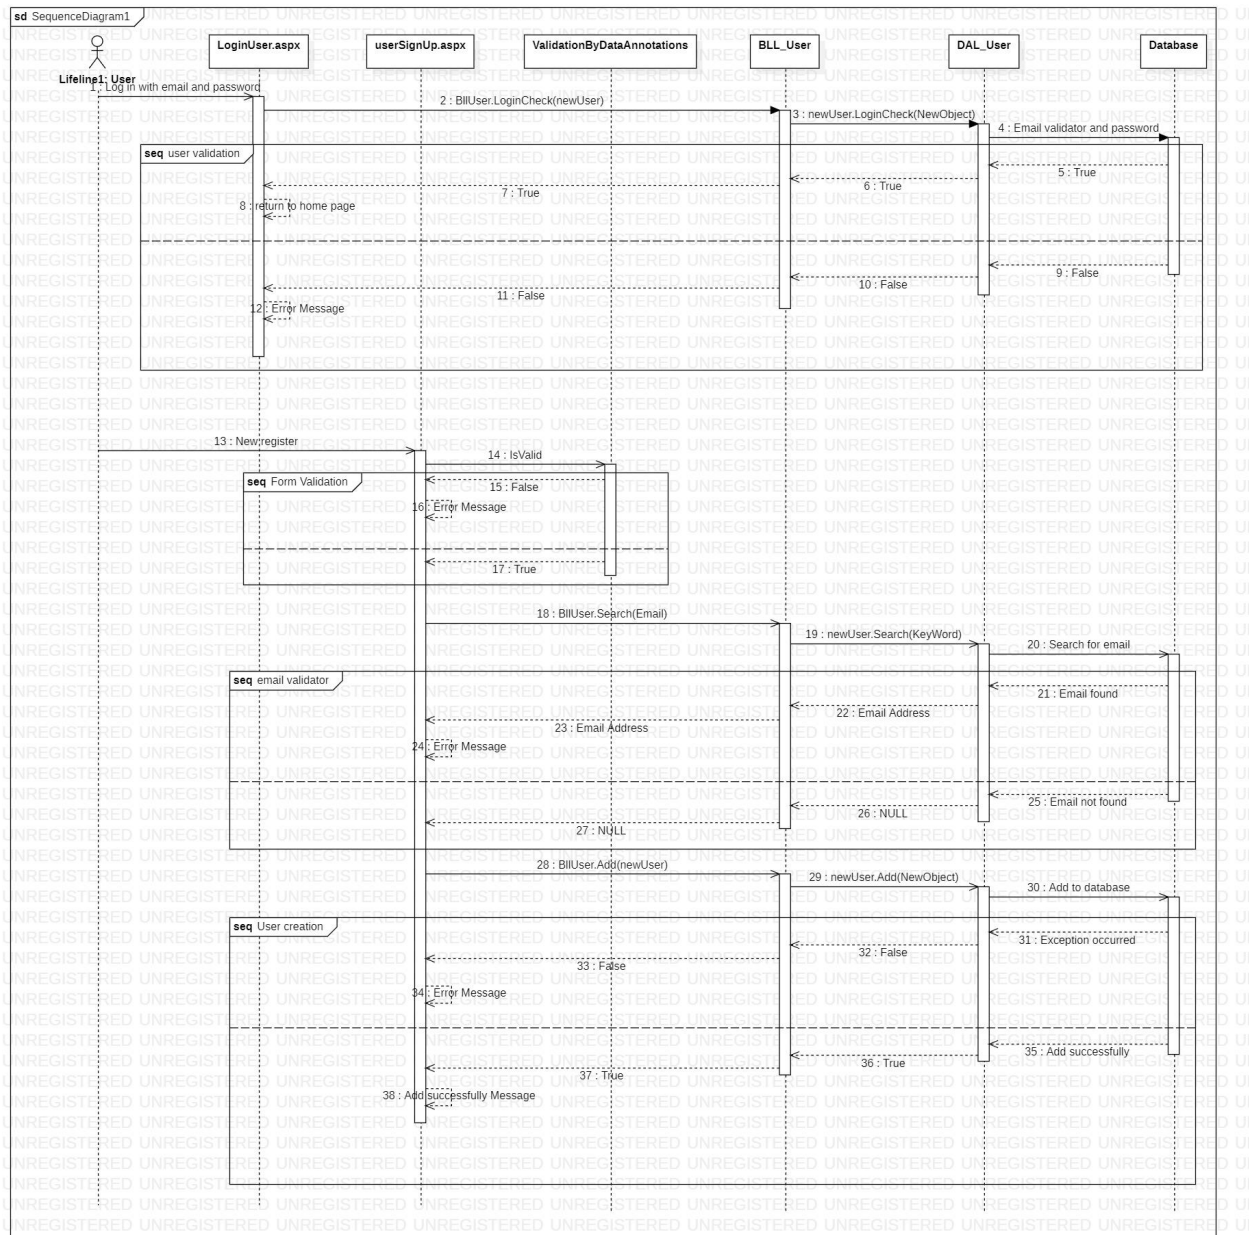 sd SequenceDiagram1
LoginUser.aspx
userSignUp.aspx
ValidationByDataAnnotations
BLL_User
DAL_User
Database
Lifeline1: User
1 : Log in with email and password
2 : BllUser.LoginCheck(newUser)
3 : newUser.LoginCheck(NewObject)
4 : Email validator and password
seq user validation
5 : True
6 : True
7 : True
8 : return to home page
9 : False
10 : False
11 : False
12 : Error Message
13 : New register
14 : IsValid
seq Form Validation
15 : False
16 : Error Message
17 : True
18 : BllUser.Search(Email)
19 : newUser.Search(KeyWord)
20 : Search for email
seq email validator
21 : Email found
22 : Email Address
23 : Email Address
24 : Error Message
25 : Email not found
26 : NULL
27 : NULL
28 : BllUser.Add(newUser)
29 : newUser.Add(NewObject)
30 : Add to database
seq User creation
31 : Exception occurred
32 : False
33 : False
34 : Error Message
35 : Add successfully
36 : True
37 : True
38 : Add successfully Message
UNREGISTERED